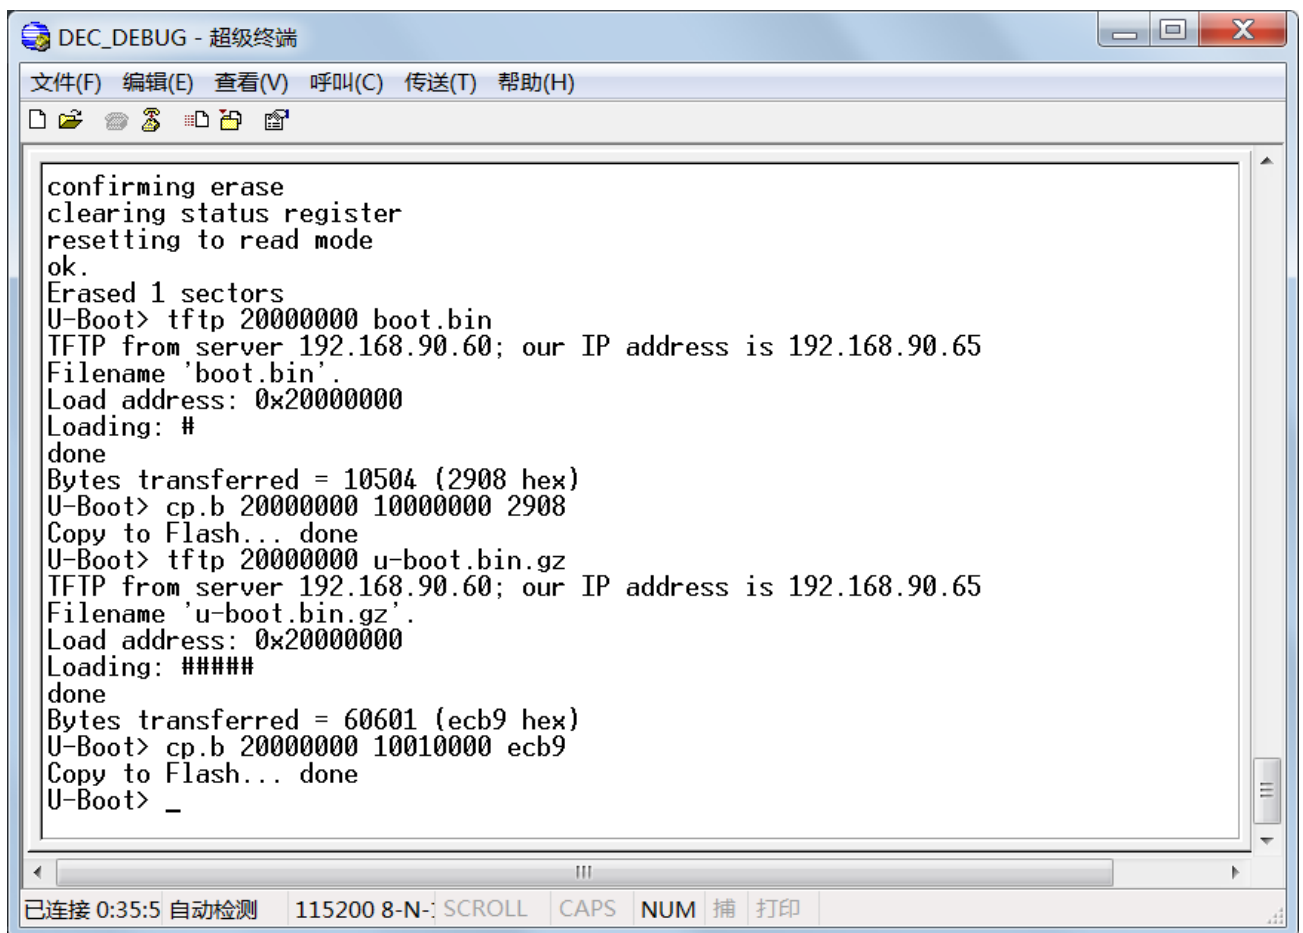 DEC_DEBUG - 超级终端
文件(F) 编辑(E) 查看(V) 呼叫(C) 传送(T) 帮助(H)
confirming erase
clearing status register
resetting to read mode
ok.
Erased 1 sectors
U-Boot> tftp 20000000 boot.bin
TFTP from server 192.168.90.60; our IP address is 192.168.90.65
Filename 'boot.bin'.
Load address: 0x20000000
Loading: #
done
Bytes transferred = 10504 (2908 hex)
U-Boot> cp.b 20000000 10000000 2908
Copy to Flash... done
U-Boot> tftp 20000000 u-boot.bin.gz
TFTP from server 192.168.90.60; our IP address is 192.168.90.65
Filename 'u-boot.bin.gz'.
Load address: 0x20000000
Loading: #####
done
Bytes transferred = 60601 (ecb9 hex)
U-Boot> cp.b 20000000 10010000 ecb9
Copy to Flash... done
U-Boot> _
已连接 0:35:5 自动检测 115200 8-N-1 SCROLL CAPS NUM 捕 打印